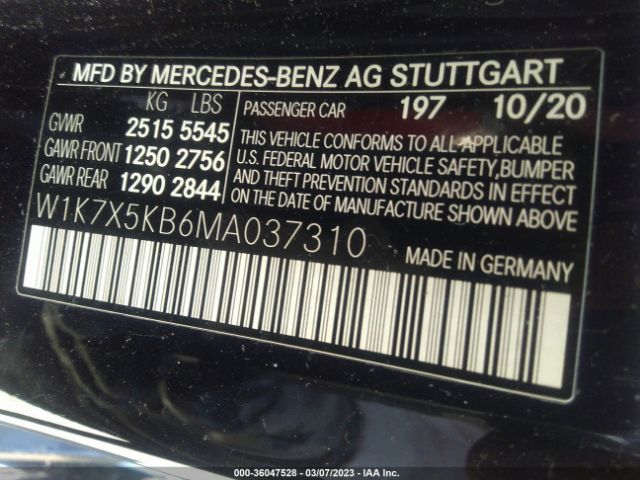 MFD BY MERCEDES-BENZ AG STUTTGART
KG LBS
GVWR 2515 5545
GAWR FRONT 1250 2756
GAWR REAR 1290 2844
PASSENGER CAR 197 10/20
THIS VEHICLE CONFORMS TO ALL APPLICABLE
U.S. FEDERAL MOTOR VEHICLE SAFETY, BUMPER
AND THEFT PREVENTION STANDARDS IN EFFECT
ON THE DATE OF MANUFACTURE SHOWN ABOVE.
W1K7X5KB6MA037310
MADE IN GERMANY
000-36047528 — 03/07/2023 — IAA Inc.